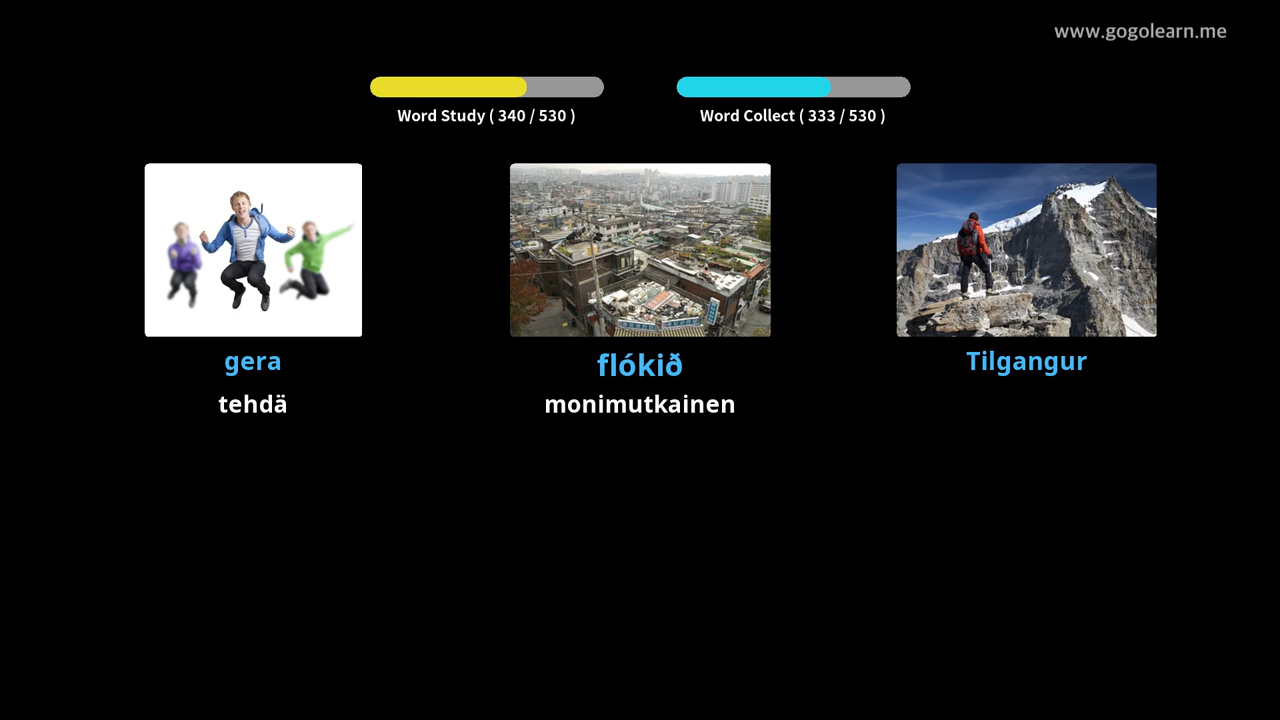 www.gogolearn.me
Word Study ( 340 / 530 )
Word Collect ( 333 / 530 )
gera
flókið
Tilgangur
tehdä
monimutkainen